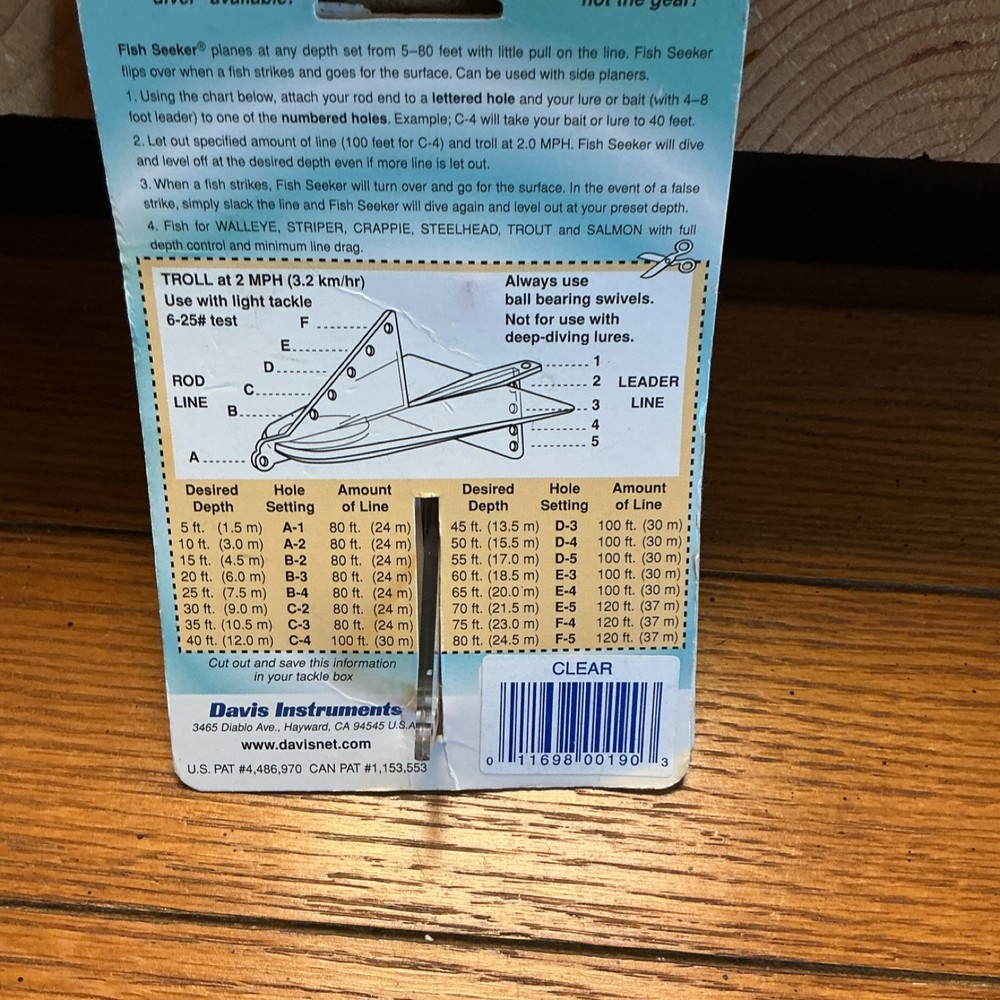 diver available!
not the gear!
Fish Seeker® planes at any depth set from 5–80 feet with little pull on the line. Fish Seeker
flips over when a fish strikes and goes for the surface. Can be used with side planers.
1. Using the chart below, attach your rod end to a lettered hole and your lure or bait (with 4–8
foot leader) to one of the numbered holes. Example; C-4 will take your bait or lure to 40 feet.
2. Let out specified amount of line (100 feet for C-4) and troll at 2.0 MPH. Fish Seeker will dive
and level off at the desired depth even if more line is let out.
3. When a fish strikes, Fish Seeker will turn over and go for the surface. In the event of a false
strike, simply slack the line and Fish Seeker will dive again and level out at your preset depth.
4. Fish for WALLEYE, STRIPER, CRAPPIE, STEELHEAD, TROUT and SALMON with full
depth control and minimum line drag.
TROLL at 2 MPH (3.2 km/hr)
Use with light tackle
6-25# test
Always use
ball bearing swivels.
Not for use with
deep-diving lures.
F
E
D
C
B
A
ROD
LINE
1
2
3
4
5
LEADER
LINE
Desired Depth Hole Setting Amount of Line
5 ft. (1.5 m) A-1 80 ft. (24 m)
10 ft. (3.0 m) A-2 80 ft. (24 m)
15 ft. (4.5 m) B-2 80 ft. (24 m)
20 ft. (6.0 m) B-3 80 ft. (24 m)
25 ft. (7.5 m) B-4 80 ft. (24 m)
30 ft. (9.0 m) C-2 80 ft. (24 m)
35 ft. (10.5 m) C-3 80 ft. (24 m)
40 ft. (12.0 m) C-4 100 ft. (30 m)
Desired Depth Hole Setting Amount of Line
45 ft. (13.5 m) D-3 100 ft. (30 m)
50 ft. (15.5 m) D-4 100 ft. (30 m)
55 ft. (17.0 m) D-5 100 ft. (30 m)
60 ft. (18.5 m) E-3 100 ft. (30 m)
65 ft. (20.0 m) E-4 100 ft. (30 m)
70 ft. (21.5 m) E-5 120 ft. (37 m)
75 ft. (23.0 m) F-4 120 ft. (37 m)
80 ft. (24.5 m) F-5 120 ft. (37 m)
Cut out and save this information
in your tackle box
Davis Instruments
3465 Diablo Ave., Hayward, CA 94545 U.S.A
www.davisnet.com
U.S. PAT #4,486,970 CAN PAT #1,153,553
CLEAR
0 11698 00190 3